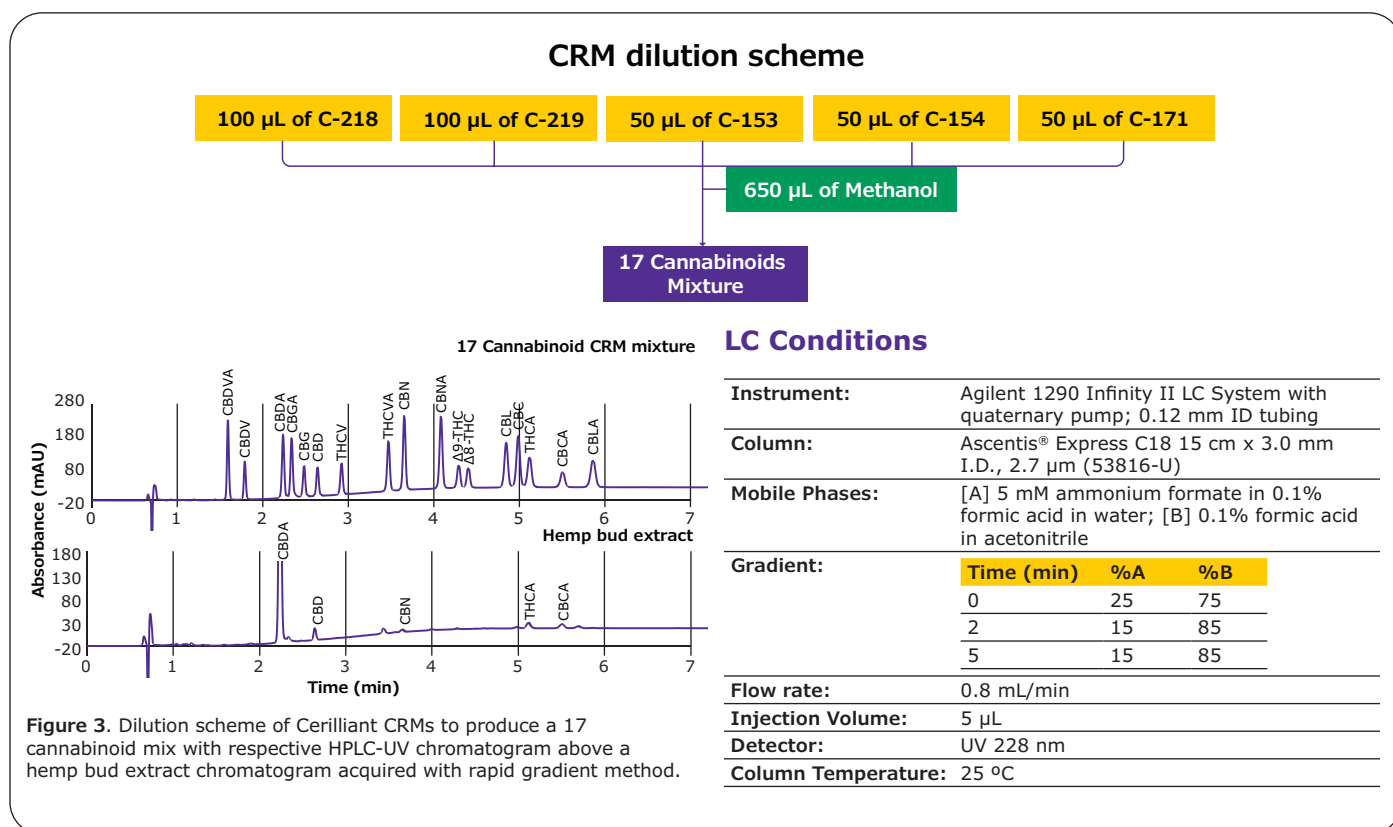 CRM dilution scheme
100 µL of C-218
100 µL of C-219
50 µL of C-153
50 µL of C-154
50 µL of C-171
650 µL of Methanol
17 Cannabinoids
Mixture
17 Cannabinoid CRM mixture
Absorbance (mAU)
280
180
80
-20
CBDVA
CBDV
CBDA
CBGA
CBG
CBD
THCV
THCVA
CBN
CBNA
Δ9-THC
Δ8-THC
CBL
CBC
THCA
CBCA
CBLA
0 1 2 3 4 5 6 7
Hemp bud extract
180
130
80
30
-20
CBDA
CBD
CBN
THCA
CBCA
0 1 2 3 4 5 6 7
Time (min)
Figure 3. Dilution scheme of Cerilliant CRMs to produce a 17
cannabinoid mix with respective HPLC-UV chromatogram above a
hemp bud extract chromatogram acquired with rapid gradient method.
LC Conditions
Instrument: Agilent 1290 Infinity II LC System with
quaternary pump; 0.12 mm ID tubing
Column: Ascentis® Express C18 15 cm x 3.0 mm
I.D., 2.7 µm (53816-U)
Mobile Phases: [A] 5 mM ammonium formate in 0.1%
formic acid in water; [B] 0.1% formic acid
in acetonitrile
Gradient: Time (min) %A %B
0 25 75
2 15 85
5 15 85
Flow rate: 0.8 mL/min
Injection Volume: 5 µL
Detector: UV 228 nm
Column Temperature: 25 ºC